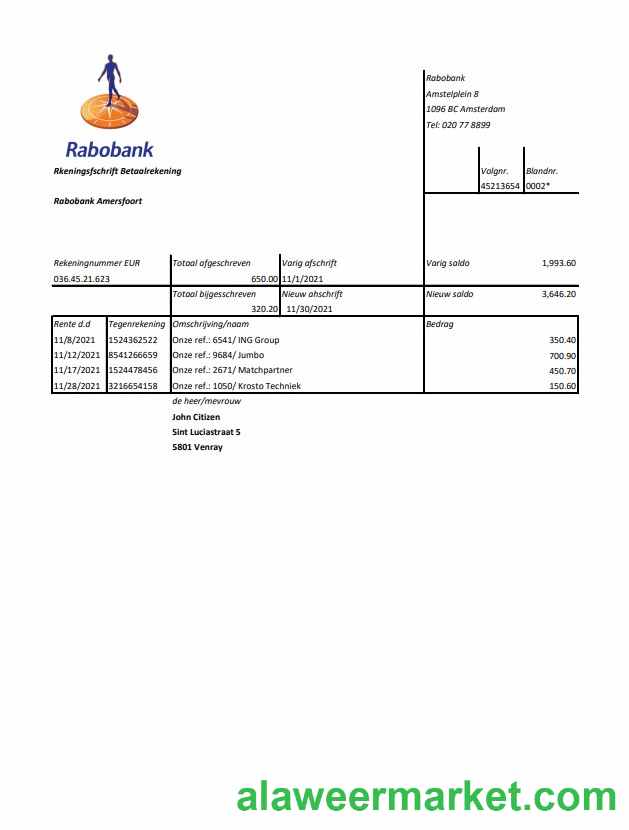 Rabobank
Amstelplein 8
1096 BC Amsterdam
Tel: 020 77 8899
Rabobank
Rkeningsfschrift Betaalrekening
Valgnr. Blandnr.
45213654 0002*
Rabobank Amersfoort
Rekeningnummer EUR Totaal afgeschreven Varig afschrift Varig saldo 1,993.60
036.45.21.623 650.00 11/1/2021
Totaal bijgesschreven Nieuw ahschrift Nieuw saldo 3,646.20
320.20 11/30/2021
Rente d.d Tegenrekening Omschrijving/naam Bedrag
11/8/2021 1524362522 Onze ref.: 6541/ ING Group 350.40
11/12/2021 8541266659 Onze ref.: 9684/ Jumbo 700.90
11/17/2021 1524478456 Onze ref.: 2671/ Matchpartner 450.70
11/28/2021 3216654158 Onze ref.: 1050/ Krosto Techniek 150.60
de heer/mevrouw
John Citizen
Sint Luciastraat 5
5801 Venray
alaweermarket.com